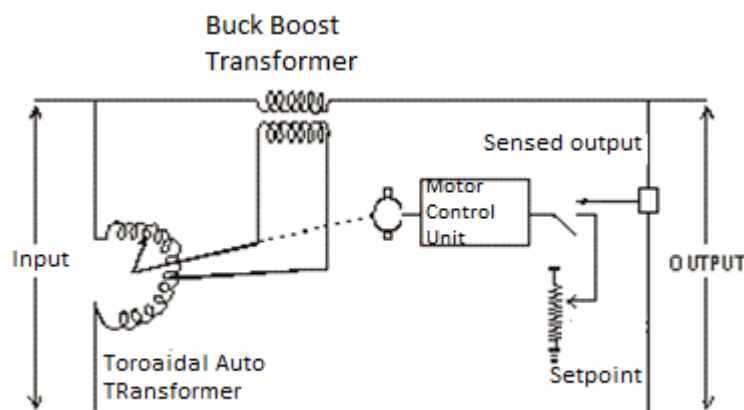 Buck Boost
Transformer
Sensed output
Motor
Control
Unit
Input
OUTPUT
Toroaidal Auto
TRansformer
Setpoint